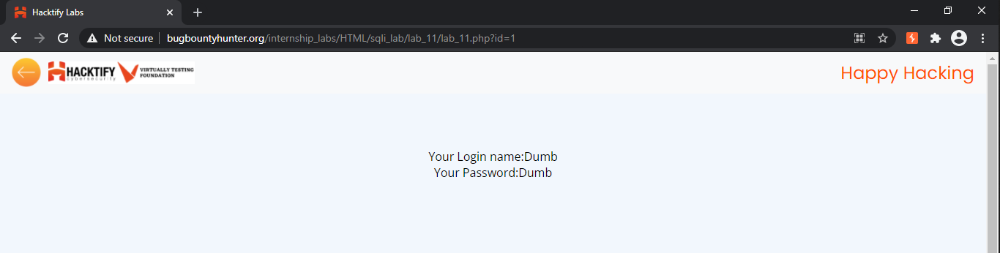 Hacktify Labs
Not secure bugbountyhunter.org/internship_labs/HTML/sqli_lab/lab_11/lab_11.php?id=1
HACKTIFY
cybersecurity
VIRTUALLY TESTING
FOUNDATION
Happy Hacking
Your Login name:Dumb
Your Password:Dumb